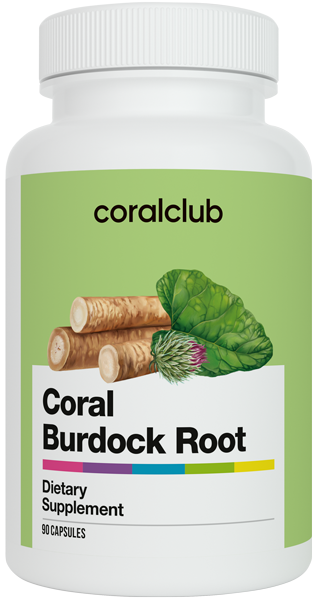 coralclub
Coral
Burdock Root
Dietary
Supplement
90 CAPSULES